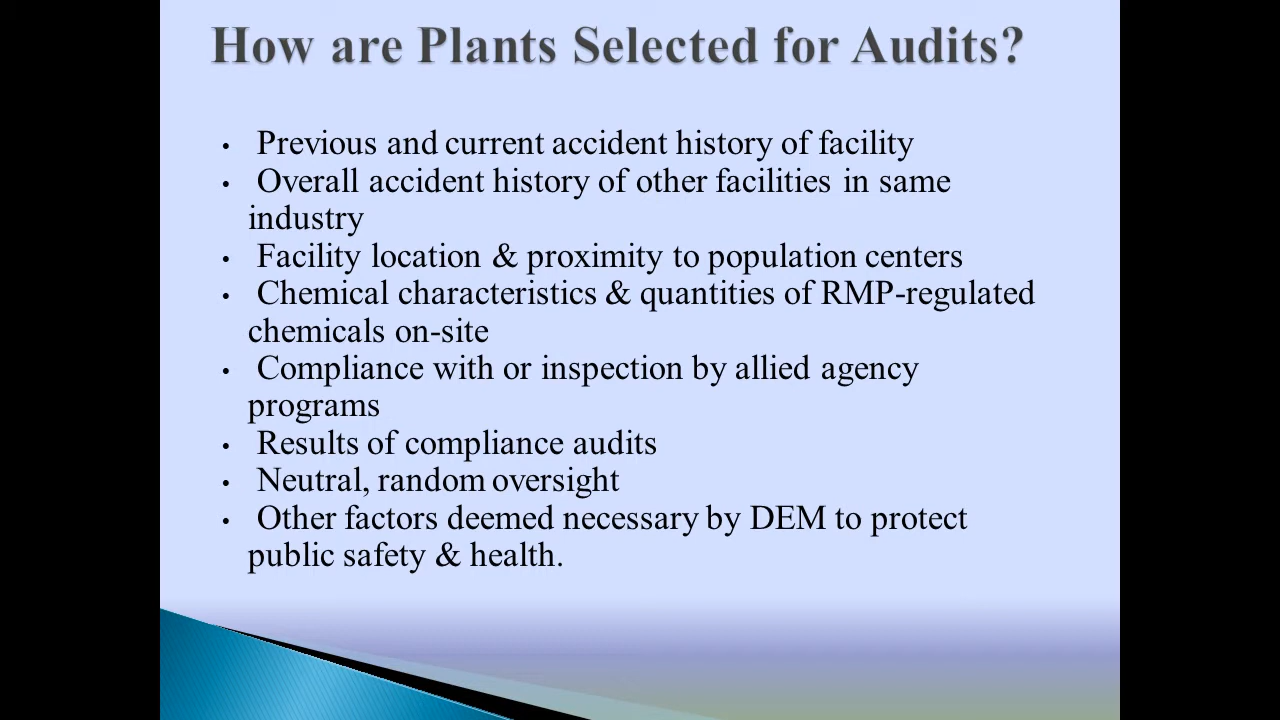 How are Plants Selected for Audits?
• Previous and current accident history of facility
• Overall accident history of other facilities in same
industry
• Facility location & proximity to population centers
• Chemical characteristics & quantities of RMP-regulated
chemicals on-site
• Compliance with or inspection by allied agency
programs
• Results of compliance audits
• Neutral, random oversight
• Other factors deemed necessary by DEM to protect
public safety & health.